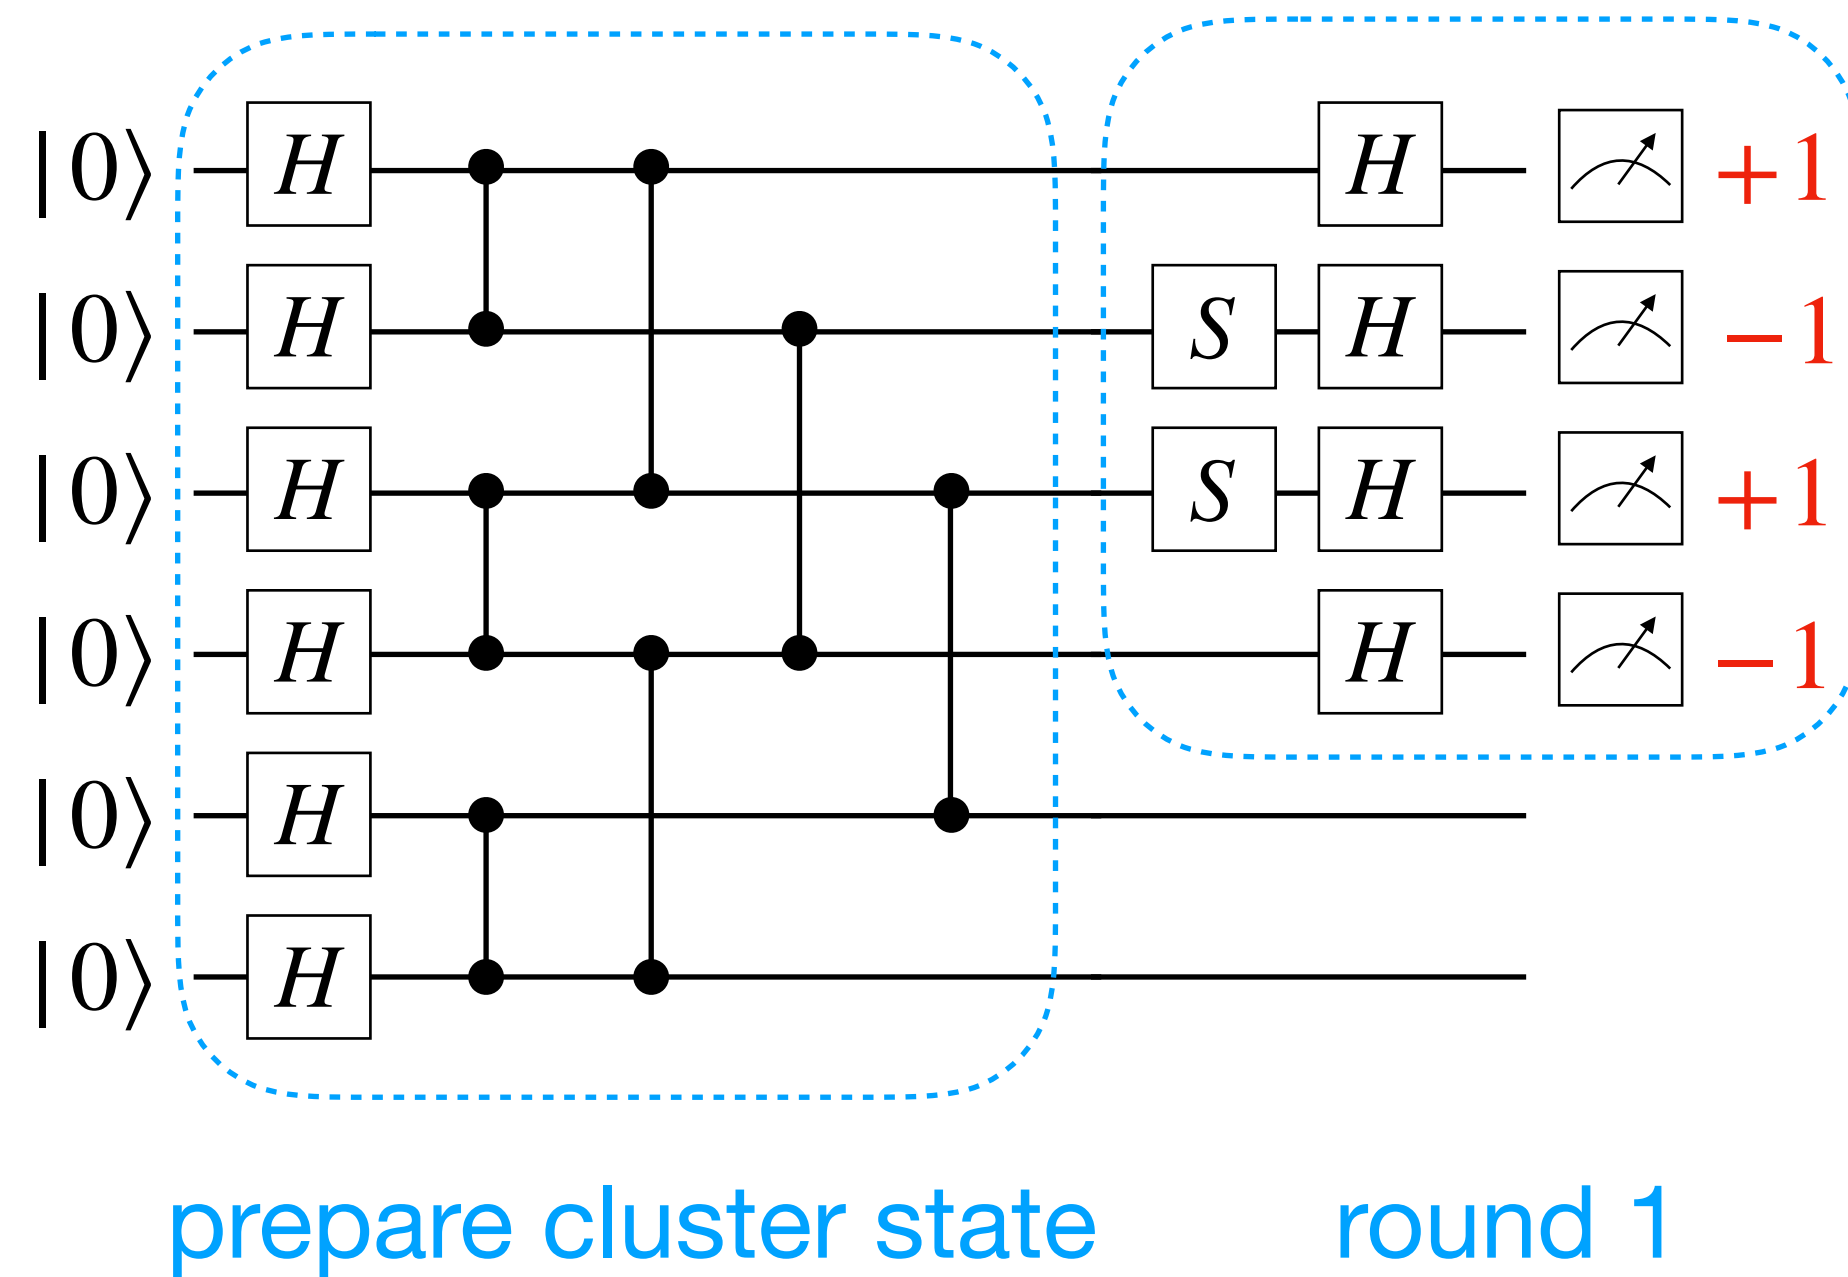 |0⟩ H H +1
|0⟩ H S H −1
|0⟩ H S H +1
|0⟩ H H −1
|0⟩ H
|0⟩ H
prepare cluster state round 1